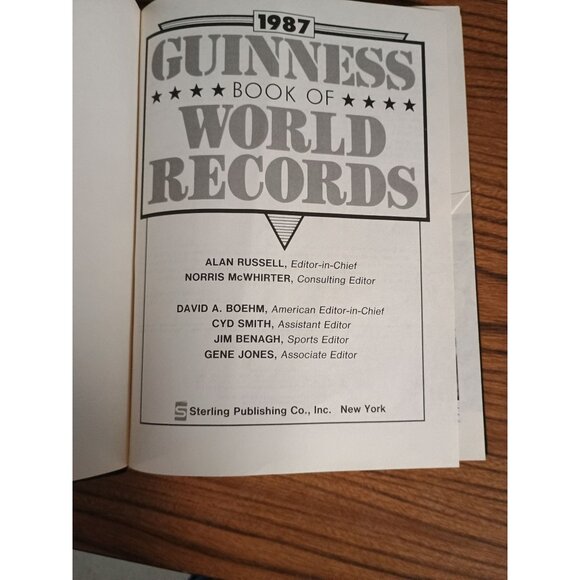 1987
GUINNESS
★★★★ BOOK OF ★★★★
WORLD
RECORDS
ALAN RUSSELL, Editor-in-Chief
NORRIS McWHIRTER, Consulting Editor
DAVID A. BOEHM, American Editor-in-Chief
CYD SMITH, Assistant Editor
JIM BENAGH, Sports Editor
GENE JONES, Associate Editor
S Sterling Publishing Co., Inc. New York